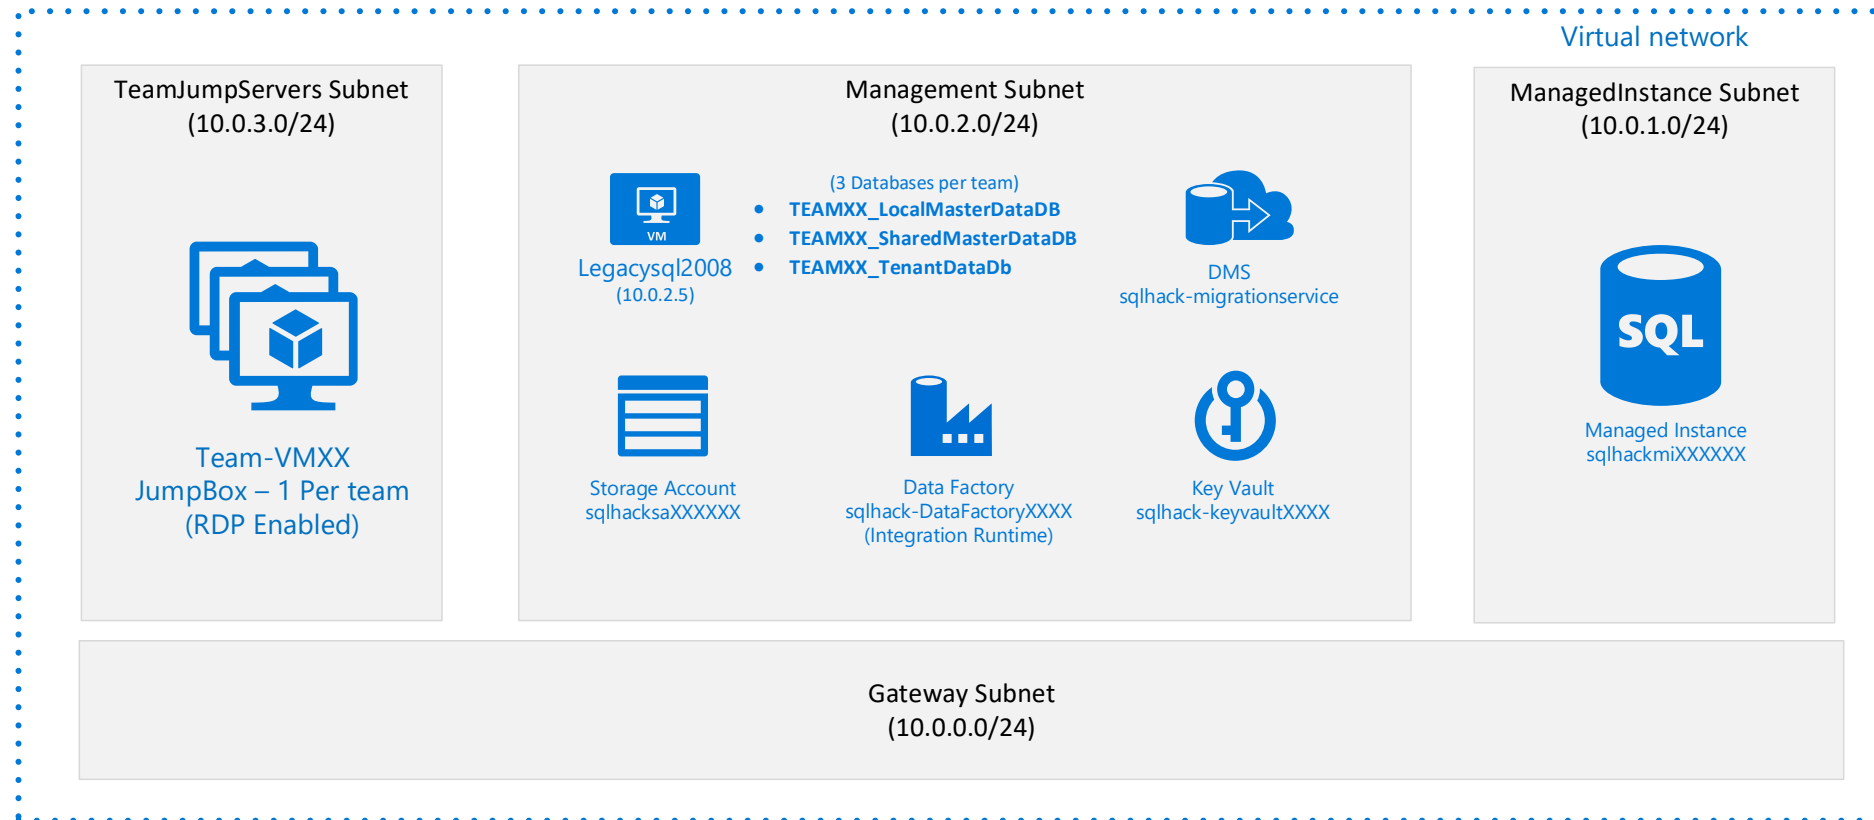 Virtual network
TeamJumpServers Subnet
(10.0.3.0/24)
Team-VMXX
JumpBox – 1 Per team
(RDP Enabled)
Management Subnet
(10.0.2.0/24)
VM
Legacysql2008
(10.0.2.5)
(3 Databases per team)
• TEAMXX_LocalMasterDataDB
• TEAMXX_SharedMasterDataDB
• TEAMXX_TenantDataDb
DMS
sqlhack-migrationservice
Storage Account
sqlhacksaXXXXXX
Data Factory
sqlhack-DataFactoryXXXX
(Integration Runtime)
Key Vault
sqlhack-keyvaultXXXX
ManagedInstance Subnet
(10.0.1.0/24)
SQL
Managed Instance
sqlhackmiXXXXXX
Gateway Subnet
(10.0.0.0/24)